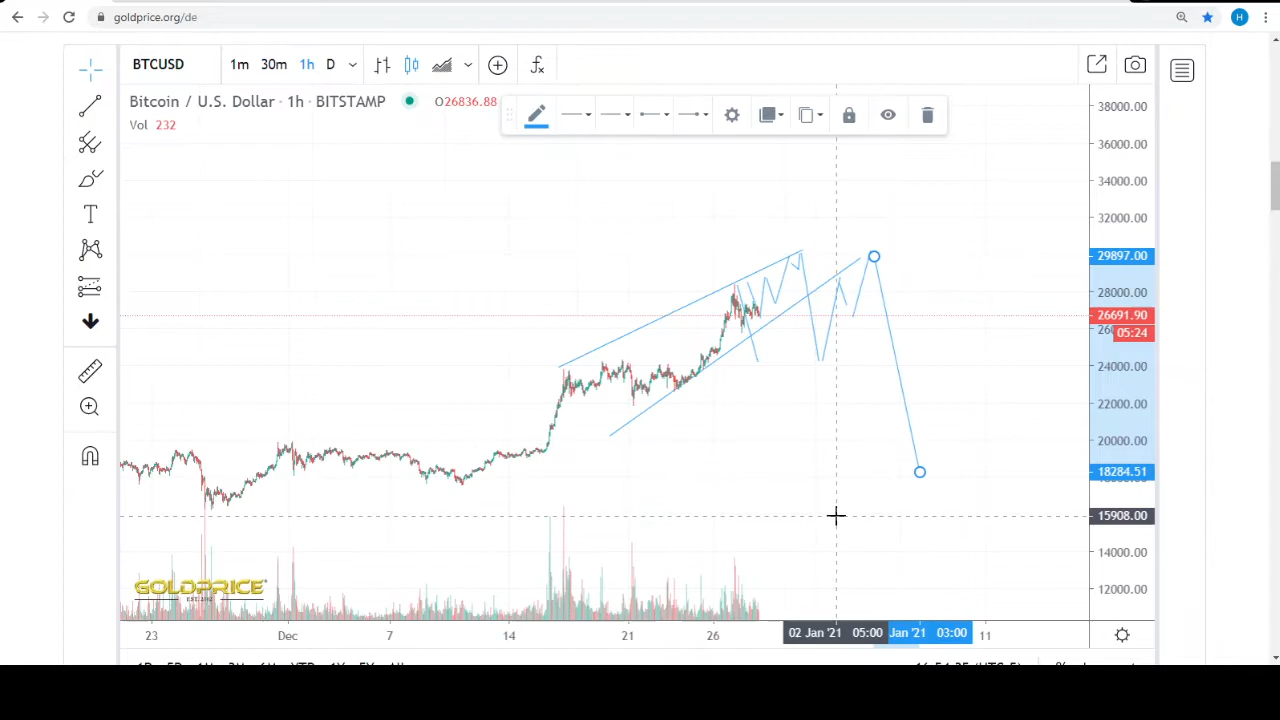 goldprice.org/de
H
BTCUSD
1m 30m 1h D
Bitcoin / U.S. Dollar · 1h · BITSTAMP
O26836.88
Vol 232
T
38000.00
36000.00
34000.00
32000.00
29897.00
28000.00
26691.90
05:24
24000.00
22000.00
20000.00
18284.51
15908.00
14000.00
12000.00
GOLDPRICE
23 Dec 7 14 21 26 02 Jan '21 05:00 Jan '21 03:00 11